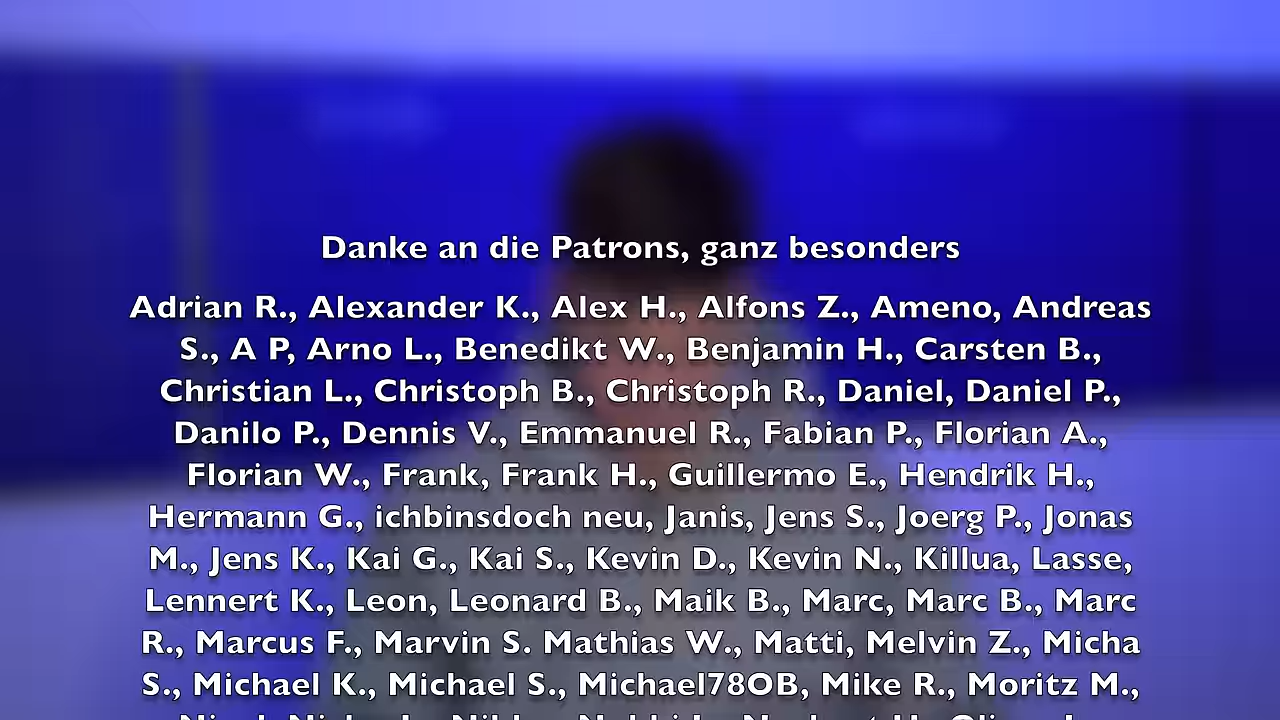 Danke an die Patrons, ganz besonders
Adrian R., Alexander K., Alex H., Alfons Z., Ameno, Andreas
S., A P, Arno L., Benedikt W., Benjamin H., Carsten B.,
Christian L., Christoph B., Christoph R., Daniel, Daniel P.,
Danilo P., Dennis V., Emmanuel R., Fabian P., Florian A.,
Florian W., Frank, Frank H., Guillermo E., Hendrik H.,
Hermann G., ichbinsdoch neu, Janis, Jens S., Joerg P., Jonas
M., Jens K., Kai G., Kai S., Kevin D., Kevin N., Killua, Lasse,
Lennert K., Leon, Leonard B., Maik B., Marc, Marc B., Marc
R., Marcus F., Marvin S. Mathias W., Matti, Melvin Z., Micha
S., Michael K., Michael S., Michael78OB, Mike R., Moritz M.,